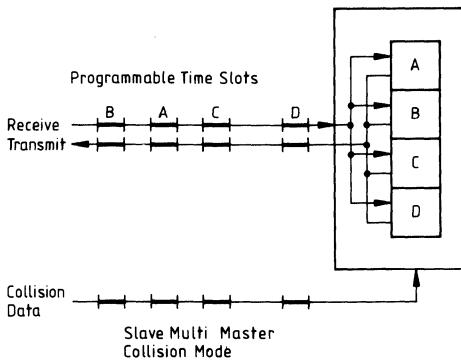 Programmable Time Slots
B A C D
Receive
Transmit
A
B
C
D
Collision
Data
Slave Multi Master
Collision Mode